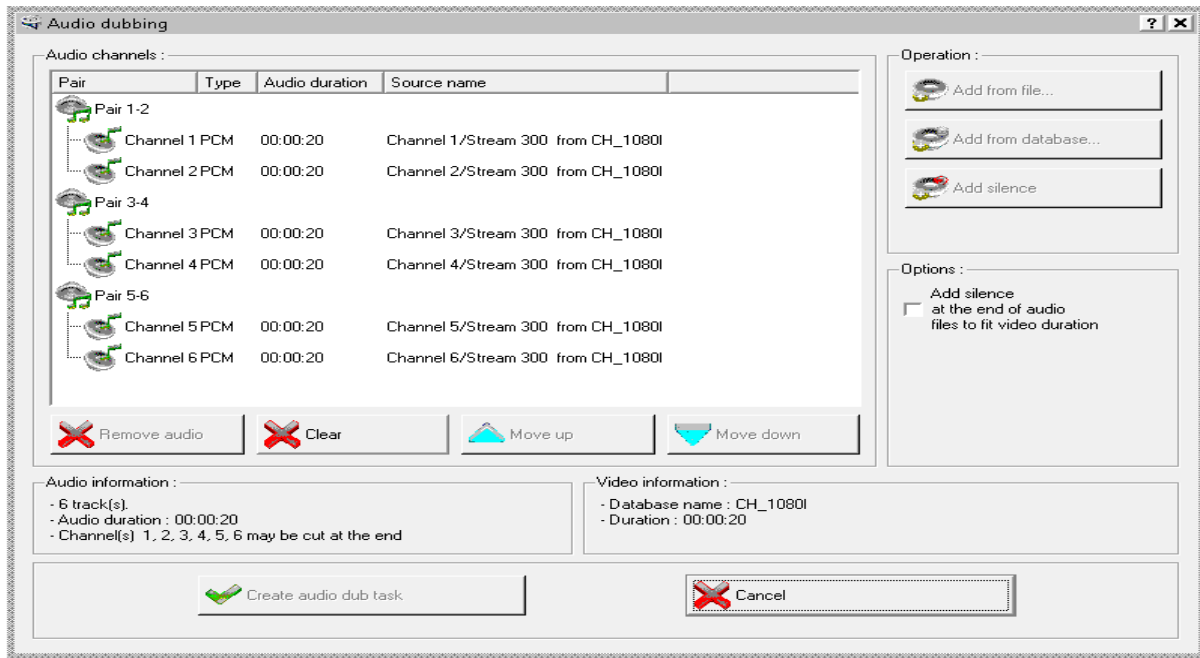 Audio dubbing
Audio channels :
Pair Type Audio duration Source name
Pair 1-2
Channel 1 PCM 00:00:20 Channel 1/Stream 300 from CH_1080I
Channel 2 PCM 00:00:20 Channel 2/Stream 300 from CH_1080I
Pair 3-4
Channel 3 PCM 00:00:20 Channel 3/Stream 300 from CH_1080I
Channel 4 PCM 00:00:20 Channel 4/Stream 300 from CH_1080I
Pair 5-6
Channel 5 PCM 00:00:20 Channel 5/Stream 300 from CH_1080I
Channel 6 PCM 00:00:20 Channel 6/Stream 300 from CH_1080I
Remove audio
Clear
Move up
Move down
Operation :
Add from file...
Add from database...
Add silence
Options :
Add silence
at the end of audio
files to fit video duration
Audio information :
- 6 track(s).
- Audio duration : 00:00:20
- Channel(s) 1, 2, 3, 4, 5, 6 may be cut at the end
Video information :
- Database name : CH_1080I
- Duration : 00:00:20
Create audio dub task
Cancel